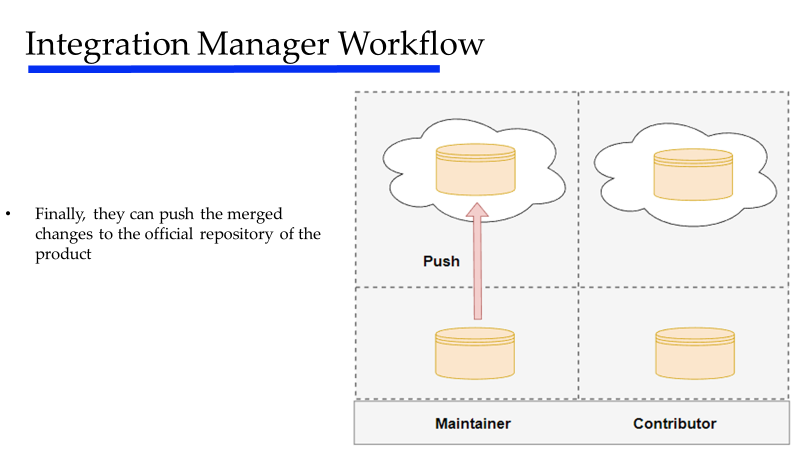 Integration Manager Workflow
• Finally, they can push the merged
changes to the official repository of the
product
Push
Maintainer
Contributor